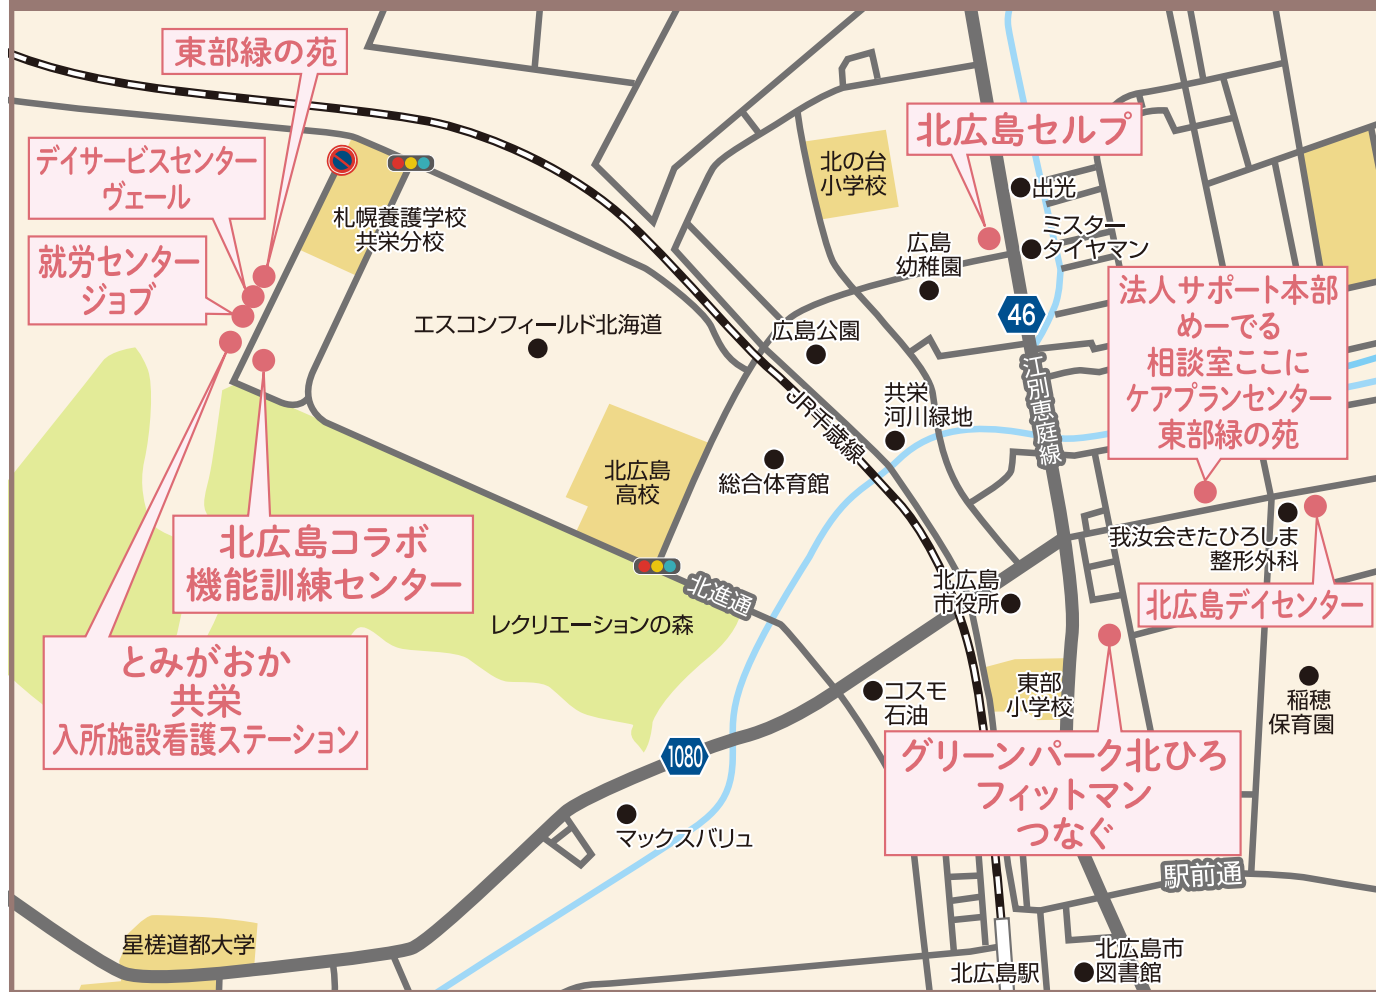 東部緑の苑
デイサービスセンター
ヴェール
就労センター
ジョブ
札幌養護学校
共栄分校
エスコンフィールド北海道
北の台
小学校
北広島セルプ
出光
ミスター
タイヤマン
広島
幼稚園
46
江別恵庭線
法人サポート本部
めーでる
相談室ここに
ケアプランセンター
東部緑の苑
広島公園
共栄
河川緑地
JR千歳線
総合体育館
北広島
高校
北広島コラボ
機能訓練センター
とみがおか
共栄
入所施設看護ステーション
レクリエーションの森
北進通
北広島
市役所
我汝会きたひろしま
整形外科
北広島デイセンター
コスモ
石油
東部
小学校
稲穂
保育園
グリーンパーク北ひろ
フィットマン
つなぐ
1080
マックスバリュ
駅前通
星槎道都大学
北広島駅
北広島市
図書館